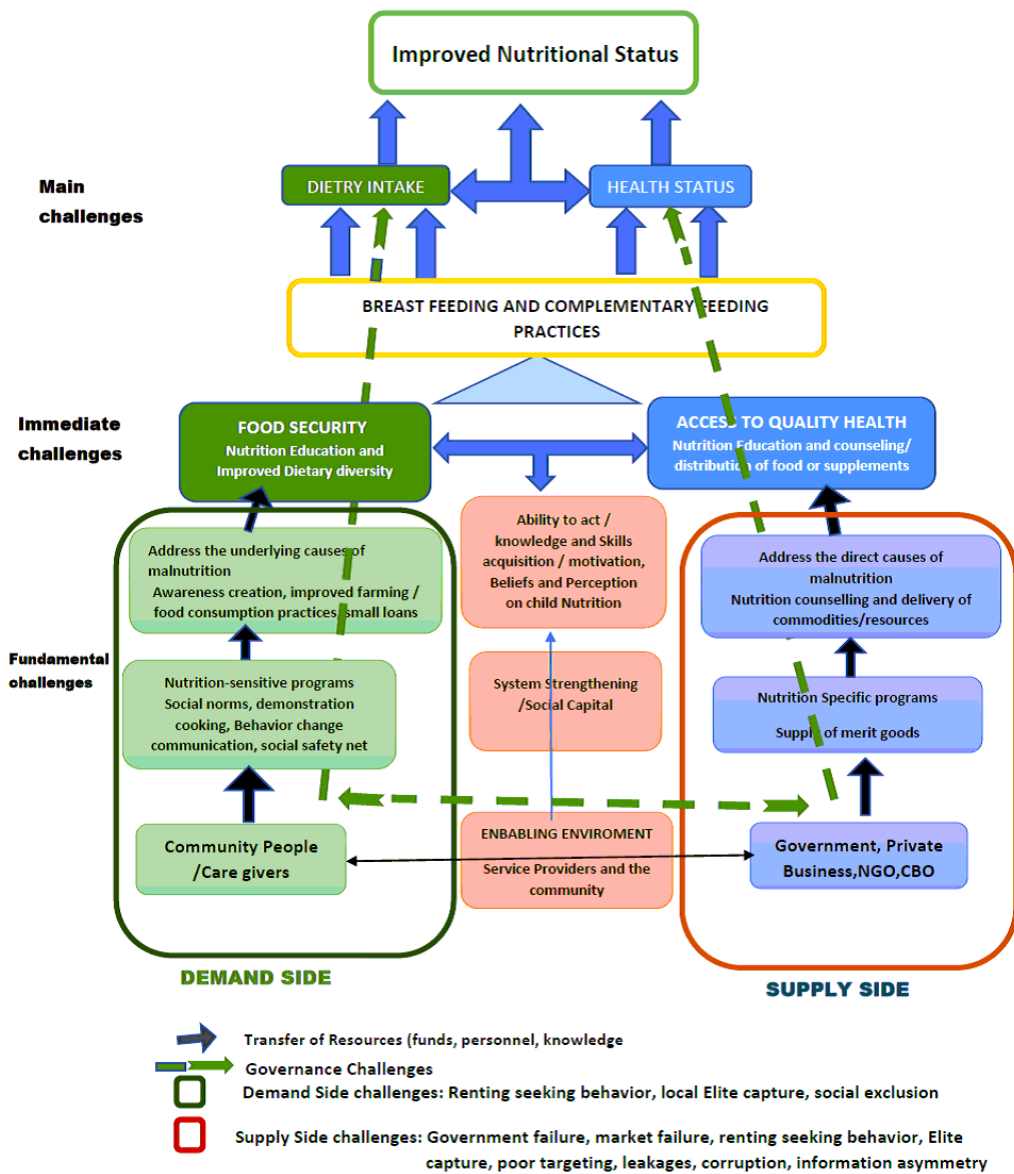 Improved Nutritional Status
Main
challenges
DIETRY INTAKE
HEALTH STATUS
BREAST FEEDING AND COMPLEMENTARY FEEDING
PRACTICES
Immediate
challenges
FOOD SECURITY
Nutrition Education and
Improved Dietary diversity
ACCESS TO QUALITY HEALTH
Nutrition Education and counseling/
distribution of food or supplements
Address the underlying causes of
malnutrition
Awareness creation, improved farming /
food consumption practices, small loans
Ability to act /
knowledge and Skills
acquisition / motivation,
Beliefs and Perception
on child Nutrition
Address the direct causes of
malnutrition
Nutrition counselling and delivery of
commodities/resources
Fundamental
challenges
Nutrition-sensitive programs
Social norms, demonstration
cooking, Behavior change
communication, social safety net
System Strengthening
/Social Capital
Nutrition Specific programs
Supply of merit goods
Community People
/Care givers
ENBABLING ENVIROMENT
Service Providers and the
community
Government, Private
Business,NGO,CBO
DEMAND SIDE
SUPPLY SIDE
Transfer of Resources (funds, personnel, knowledge
Governance Challenges
Demand Side challenges: Renting seeking behavior, local Elite capture, social exclusion
Supply Side challenges: Government failure, market failure, renting seeking behavior, Elite
capture, poor targeting, leakages, corruption, information asymmetry